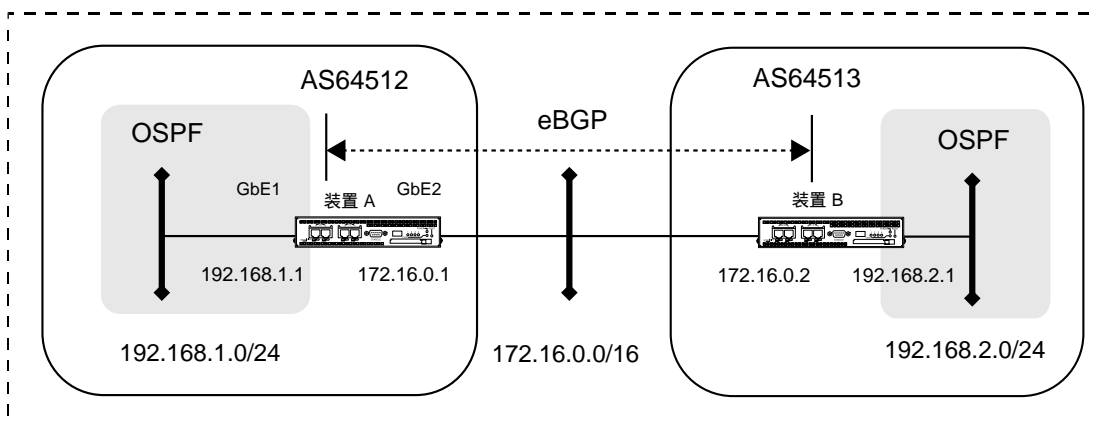 AS64512
AS64513
eBGP
OSPF
OSPF
GbE1
GbE2
装置 A
装置 B
192.168.1.1
172.16.0.1
172.16.0.2
192.168.2.1
192.168.1.0/24
172.16.0.0/16
192.168.2.0/24